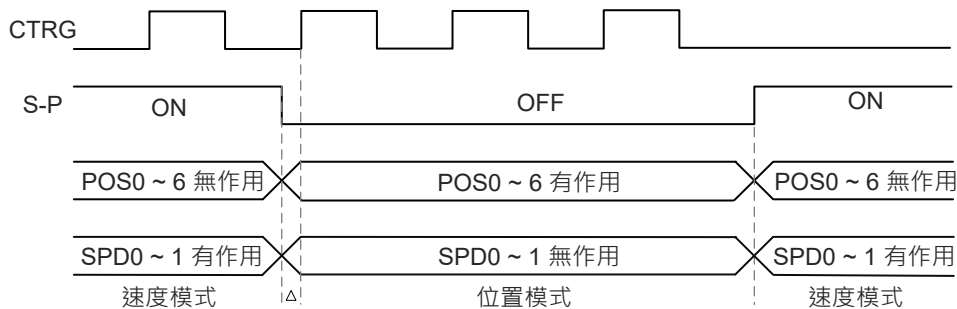 CTRG
S-P ON OFF ON
POS0 ~ 6 無作用 POS0 ~ 6 有作用 POS0 ~ 6 無作用
SPD0 ~ 1 有作用 SPD0 ~ 1 無作用 SPD0 ~ 1 有作用
速度模式 △ 位置模式 速度模式